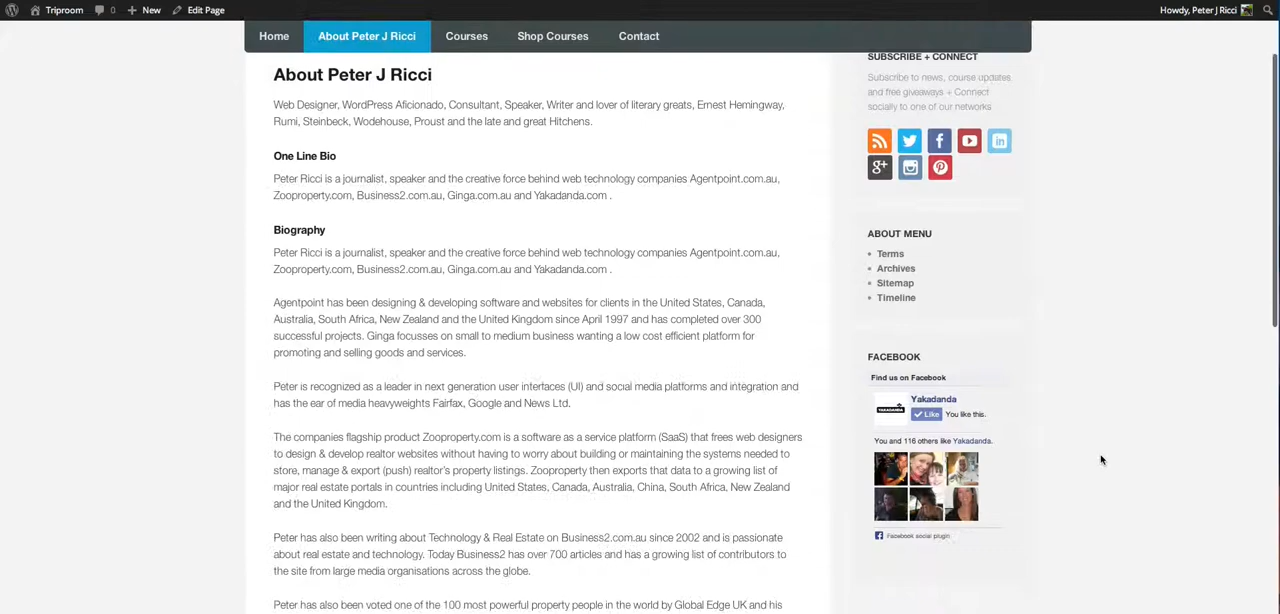 Triproom 0 New Edit Page Howdy, Peter J Ricci
Home About Peter J Ricci Courses Shop Courses Contact
About Peter J Ricci
Web Designer, WordPress Aficionado, Consultant, Speaker, Writer and lover of literary greats, Ernest Hemingway,
Rumi, Steinbeck, Wodehouse, Proust and the late and great Hitchens.
One Line Bio
Peter Ricci is a journalist, speaker and the creative force behind web technology companies Agentpoint.com.au,
Zooproperty.com, Business2.com.au, Ginga.com.au and Yakadanda.com .
Biography
Peter Ricci is a journalist, speaker and the creative force behind web technology companies Agentpoint.com.au,
Zooproperty.com, Business2.com.au, Ginga.com.au and Yakadanda.com .
Agentpoint has been designing & developing software and websites for clients in the United States, Canada,
Australia, South Africa, New Zealand and the United Kingdom since April 1997 and has completed over 300
successful projects. Ginga focusses on small to medium business wanting a low cost efficient platform for
promoting and selling goods and services.
Peter is recognized as a leader in next generation user interfaces (UI) and social media platforms and integration and
has the ear of media heavyweights Fairfax, Google and News Ltd.
The companies flagship product Zooproperty.com is a software as a service platform (SaaS) that frees web designers
to design & develop realtor websites without having to worry about building or maintaining the systems needed to
store, manage & export (push) realtor's property listings. Zooproperty then exports that data to a growing list of
major real estate portals in countries including United States, Canada, Australia, China, South Africa, New Zealand
and the United Kingdom.
Peter has also been writing about Technology & Real Estate on Business2.com.au since 2002 and is passionate
about real estate and technology. Today Business2 has over 700 articles and has a growing list of contributors to
the site from large media organisations across the globe.
Peter has also been voted one of the 100 most powerful property people in the world by Global Edge UK and his
SUBSCRIBE + CONNECT
Subscribe to news, course updates
and free giveaways + Connect
socially to one of our networks
ABOUT MENU
Terms
Archives
Sitemap
Timeline
FACEBOOK
Find us on Facebook
YAKADANDA
Yakadanda
Like You like this.
You and 116 others like Yakadanda.
Facebook social plugin